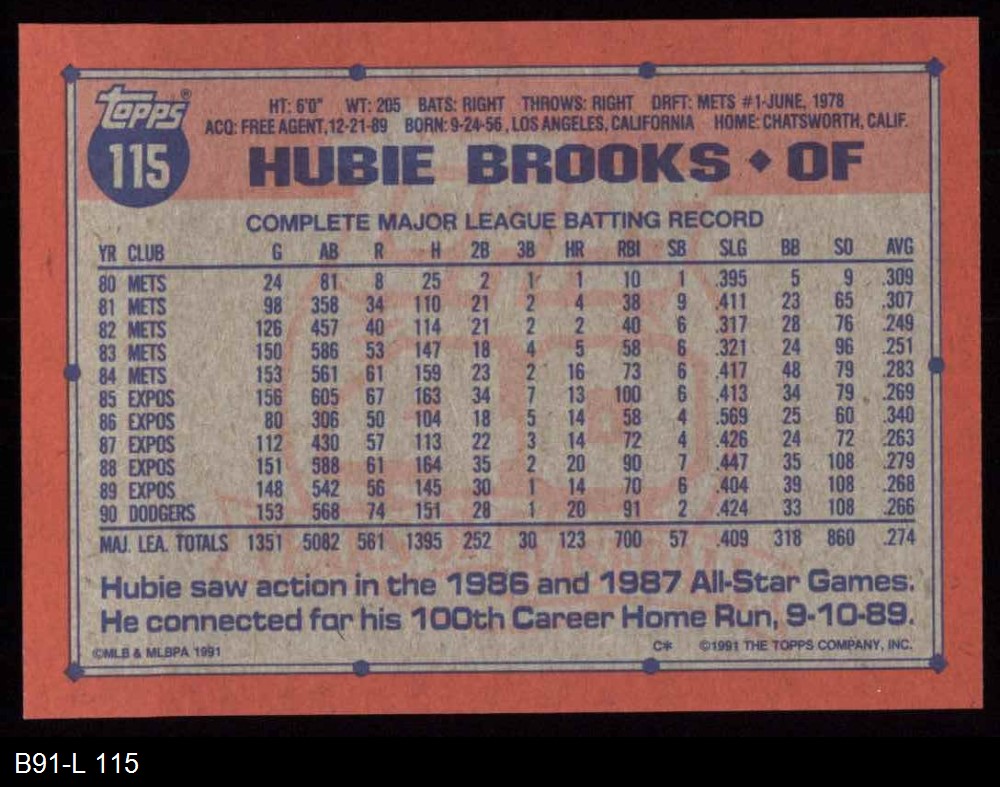 Topps®
115
HT: 6'0" WT: 205 BATS: RIGHT THROWS: RIGHT DRFT: METS #1-JUNE, 1978
ACQ: FREE AGENT, 12-21-89 BORN: 9-24-56, LOS ANGELES, CALIFORNIA HOME: CHATSWORTH, CALIF.
HUBIE BROOKS ◆ OF
COMPLETE MAJOR LEAGUE BATTING RECORD
YR CLUB G AB R H 2B 3B HR RBI SB SLG BB SO AVG
80 METS 24 81 8 25 2 1 1 10 1 .395 5 9 .309
81 METS 98 358 34 110 21 2 4 38 9 .411 23 65 .307
82 METS 126 457 40 114 21 2 2 40 6 .317 28 76 .249
83 METS 150 586 53 147 18 4 5 58 6 .321 24 96 .251
84 METS 153 561 61 159 23 2 16 73 6 .417 48 79 .283
85 EXPOS 156 605 67 163 34 7 13 100 6 .413 34 79 .269
86 EXPOS 80 306 50 104 18 5 14 58 4 .569 25 60 .340
87 EXPOS 112 430 57 113 22 3 14 72 4 .426 24 72 .263
88 EXPOS 151 588 61 164 35 2 20 90 7 .447 35 108 .279
89 EXPOS 148 542 56 145 30 1 14 70 6 .404 39 108 .268
90 DODGERS 153 568 74 151 28 1 20 91 2 .424 33 108 .266
MAJ. LEA. TOTALS 1351 5082 561 1395 252 30 123 700 57 .409 318 860 .274
Hubie saw action in the 1986 and 1987 All-Star Games.
He connected for his 100th Career Home Run, 9-10-89.
©MLB & MLBPA 1991 C* ©1991 THE TOPPS COMPANY, INC.
B91-L 115